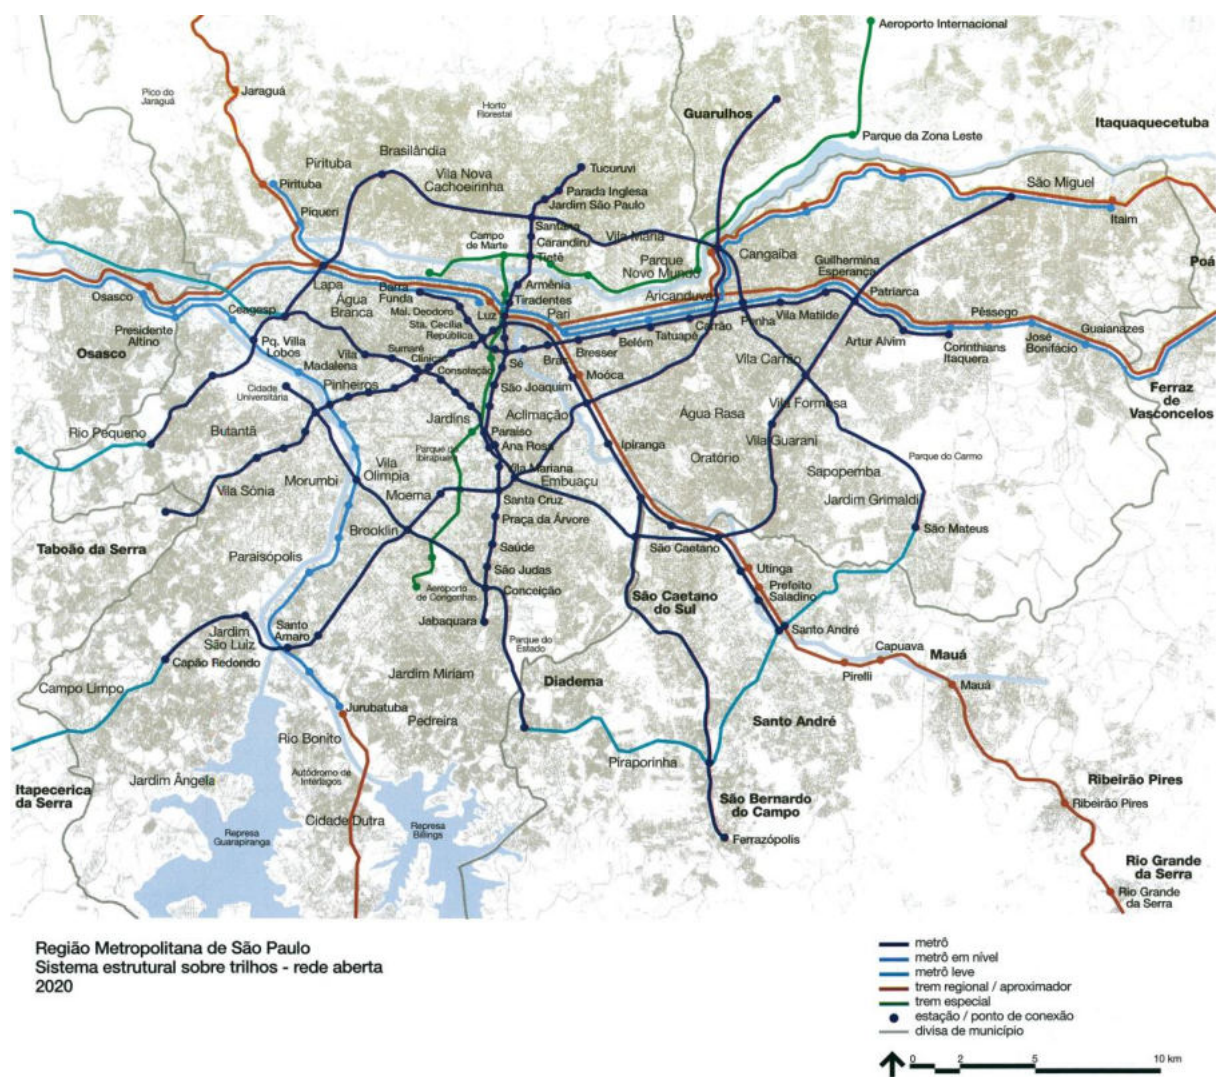 Aeroporto Internacional
Pico do
Jaraguá
Jaraguá
Horto
Florestal
Guarulhos
Itaquaquecetuba
Parque da Zona Leste
Brasilândia
Pirituba
Vila Nova
Cachoeirinha
Tucuruvi
Pirituba
Parada Inglesa
Jardim São Paulo
São Miguel
Piqueri
Santana
Itaim
Campo
de Marte
Carandiru
Vila Maria
Tietê
Parque
Novo Mundo
Cangaíba
Guilhermina
Esperança
Poá
Lapa
Armênia
Osasco
Barra
Funda
Aricanduva
Patriarca
Água
Branca
Tiradentes
Ceagesp
Mal. Deodoro
Luz
Pari
Vila Matilde
Pêssego
Guaianazes
Presidente
Altino
Sta. Cecília
República
Carrão
Penha
Tatuapé
Belém
Artur Alvim
Corinthians
Itaquera
José
Bonifácio
Osasco
Pq. Villa
Lobos
Vila
Madalena
Sumaré
Clínicas
Consolação
Sé
Brás
Bresser
Vila Carrão
Moóca
Cidade
Universitária
Pinheiros
São Joaquim
Ferraz
de
Vasconcelos
Jardins
Aclimação
Água Rasa
Vila Formosa
Rio Pequeno
Butantã
Paraíso
Ana Rosa
Ipiranga
Vila Guarani
Parque do
Ibirapuera
Oratório
Parque do Carmo
Vila
Olímpia
Vila Mariana
Embuaçu
Sapopemba
Morumbi
Vila Sônia
Moema
Santa Cruz
Jardim Grimaldi
Praça da Árvore
São Mateus
Brooklin
Taboão da Serra
Saúde
São Caetano
Paraisópolis
São Judas
Utinga
Aeroporto
de Congonhas
Conceição
São Caetano
do Sul
Prefeito
Saladino
Jabaquara
Santo
Amaro
Santo André
Jardim
São Luiz
Parque do
Estado
Capuava
Mauá
Capão Redondo
Jardim Miriam
Diadema
Pirelli
Mauá
Campo Limpo
Jurubatuba
Pedreira
Santo André
Rio Bonito
Piraporinha
Jardim Ângela
Autódromo de
Interlagos
Itapecerica
da Serra
São Bernardo
do Campo
Ribeirão Pires
Ribeirão Pires
Cidade Dutra
Represa
Guarapiranga
Represa
Billings
Ferrazópolis
Rio Grande
da Serra
Rio Grande
da Serra
Região Metropolitana de São Paulo
Sistema estrutural sobre trilhos - rede aberta
2020
metrô
metrô em nível
metrô leve
trem regional / aproximador
trem especial
estação / ponto de conexão
divisa de município
0 2 5 10 km